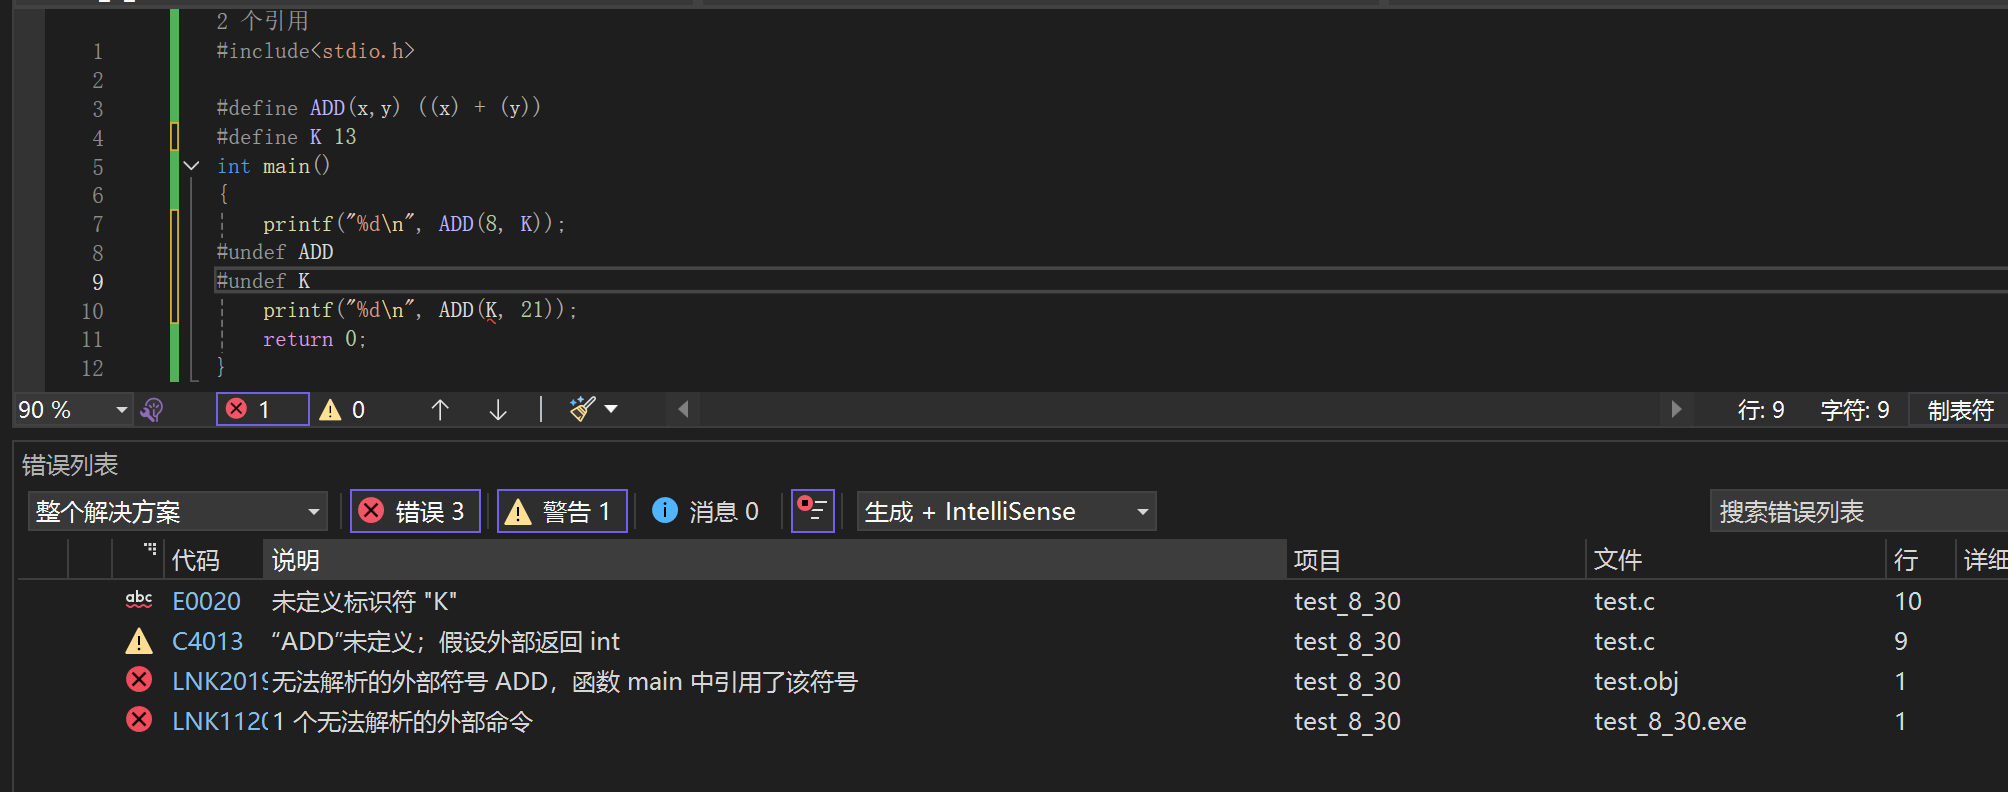 2 个引用
1 #include<stdio.h>
2
3 #define ADD(x,y) ((x) + (y))
4 #define K 13
5 int main()
6 {
7 printf("%d\n", ADD(8, K));
8 #undef ADD
9 #undef K
10 printf("%d\n", ADD(K, 21));
11 return 0;
12 }
90 % 1 0 行: 9 字符: 9 制表符
错误列表
整个解决方案 错误 3 警告 1 消息 0 生成 + IntelliSense 搜索错误列表
代码 说明 项目 文件 行 详细
abc E0020 未定义标识符 "K" test_8_30 test.c 10
C4013 “ADD”未定义；假设外部返回 int test_8_30 test.c 9
LNK2019 无法解析的外部符号 ADD，函数 main 中引用了该符号 test_8_30 test.obj 1
LNK112 1 个无法解析的外部命令 test_8_30 test_8_30.exe 1